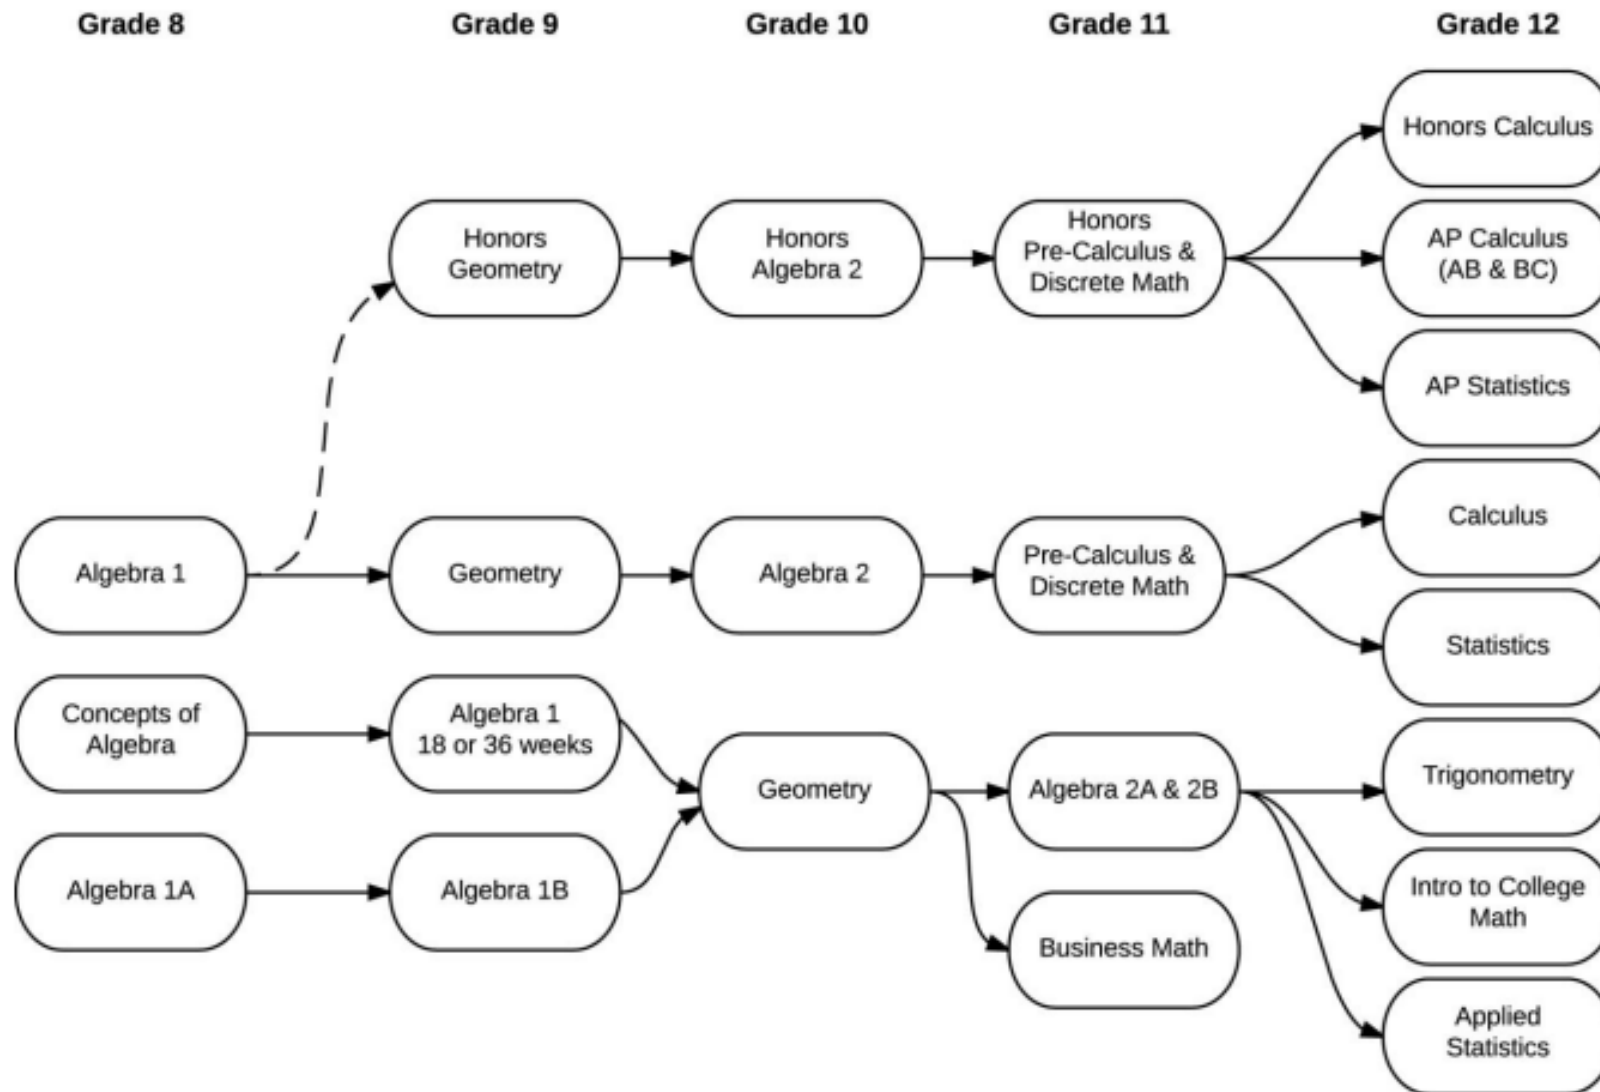 Grade 8 Grade 9 Grade 10 Grade 11 Grade 12
Honors Calculus
Honors
Geometry
Honors
Algebra 2
Honors
Pre-Calculus &
Discrete Math
AP Calculus
(AB & BC)
AP Statistics
Algebra 1
Geometry
Algebra 2
Pre-Calculus &
Discrete Math
Calculus
Statistics
Concepts of
Algebra
Algebra 1
18 or 36 weeks
Geometry
Algebra 2A & 2B
Trigonometry
Algebra 1A
Algebra 1B
Business Math
Intro to College
Math
Applied
Statistics